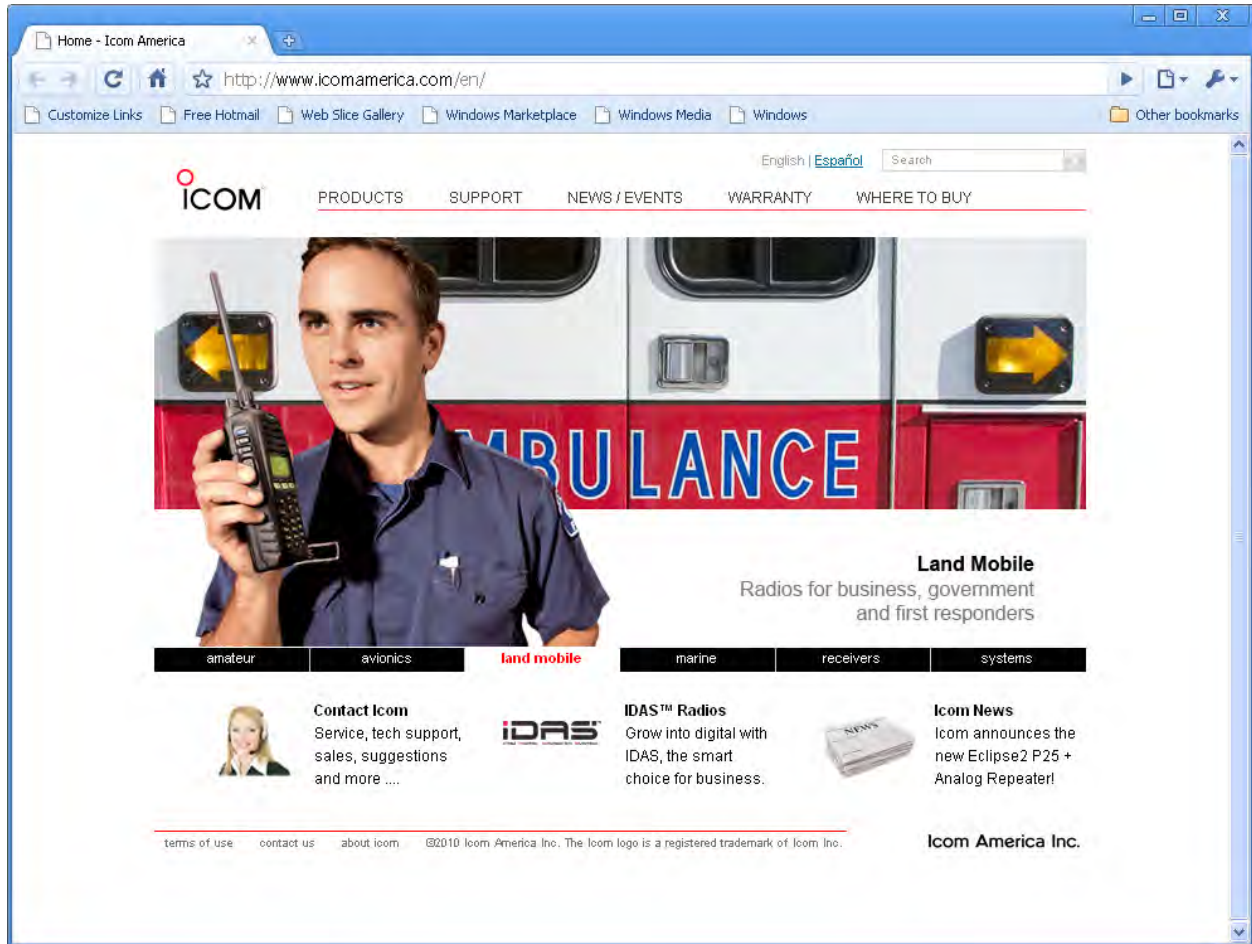 Home - Icom America
http://www.icomamerica.com/en/
Customize Links Free Hotmail Web Slice Gallery Windows Marketplace Windows Media Windows Other bookmarks
English | Español Search
ICOM
PRODUCTS SUPPORT NEWS / EVENTS WARRANTY WHERE TO BUY
MBULANCE
Land Mobile
Radios for business, government
and first responders
amateur avionics land mobile marine receivers systems
Contact Icom
Service, tech support,
sales, suggestions
and more ....
iDAS
IDAS™ Radios
Grow into digital with
IDAS, the smart
choice for business.
NEWS
Icom News
Icom announces the
new Eclipse2 P25 +
Analog Repeater!
terms of use contact us about icom ©2010 Icom America Inc. The Icom logo is a registered trademark of Icom Inc.
Icom America Inc.